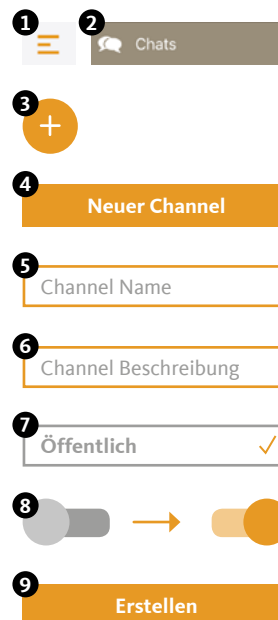 1 2
Chats
3
4
Neuer Channel
5
Channel Name
6
Channel Beschreibung
7
Öffentlich
8
9
Erstellen